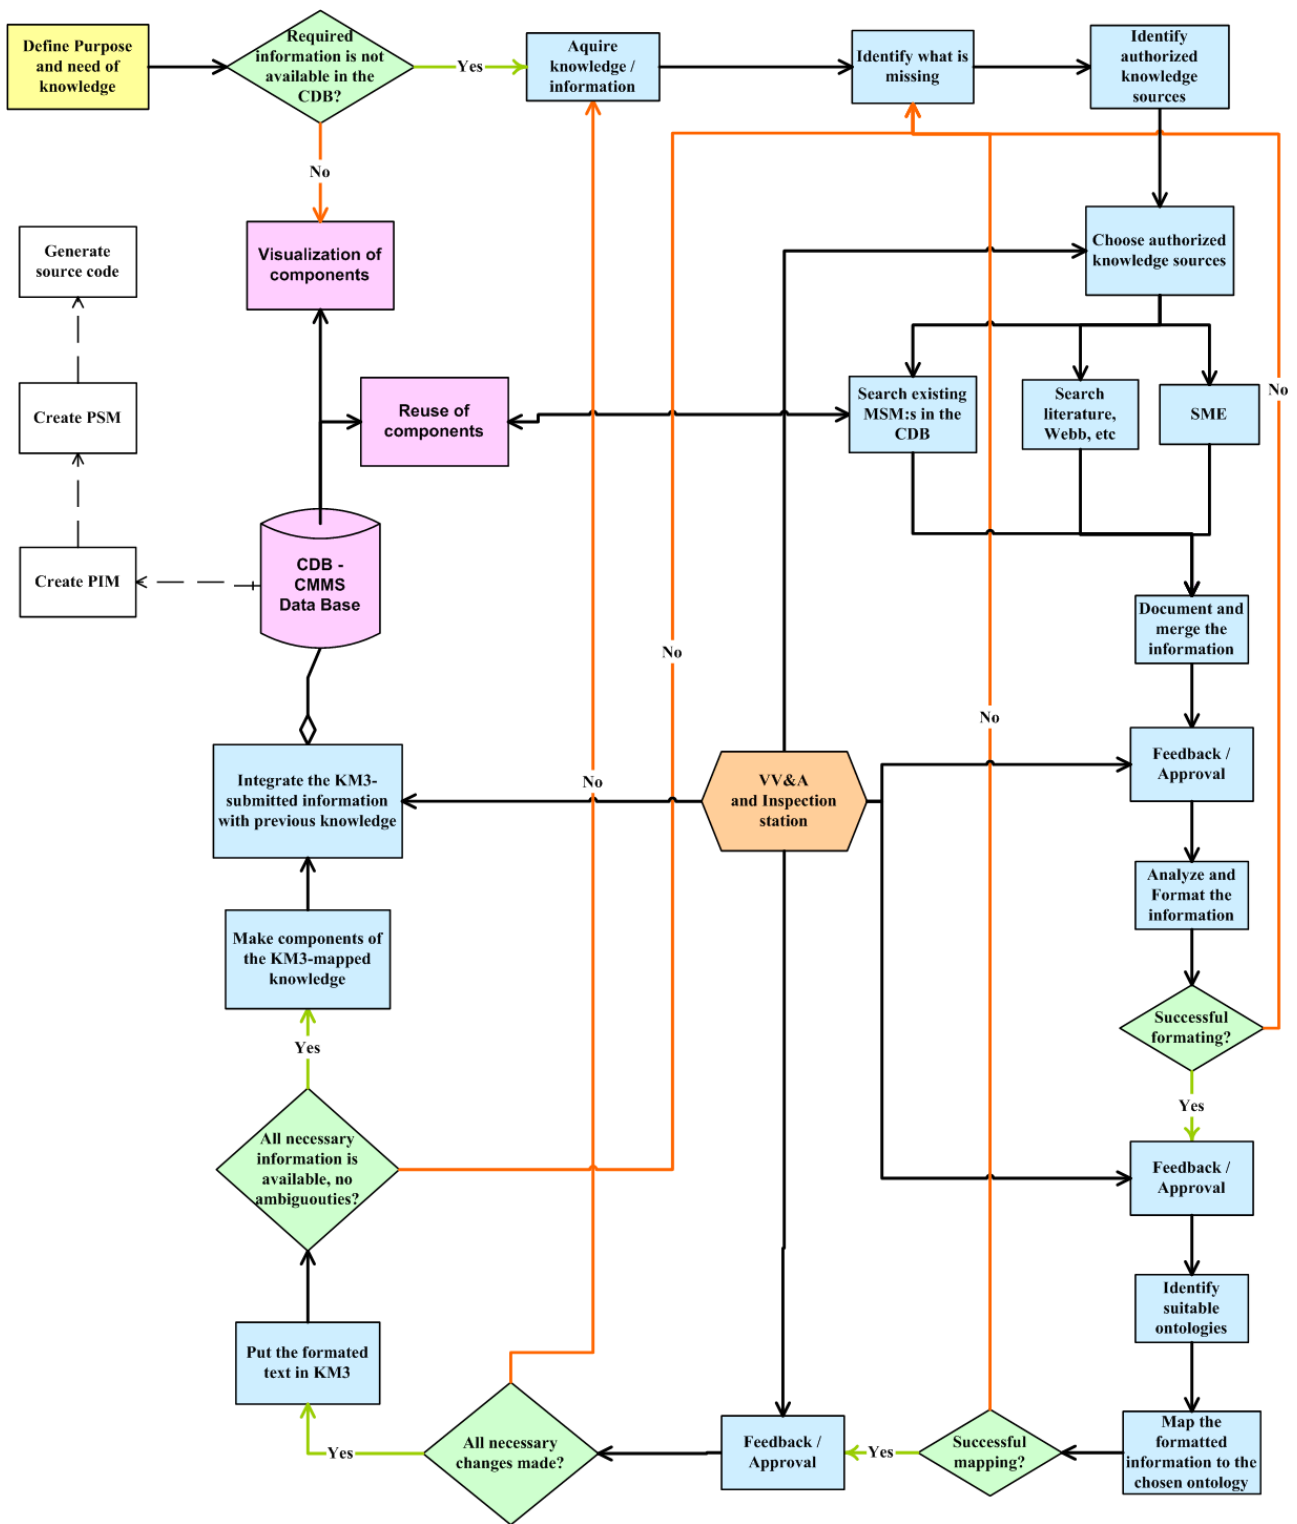 Define Purpose
and need of
knowledge
Required
information is not
available in the
CDB?
Yes
Aquire
knowledge /
information
Identify what is
missing
Identify
authorized
knowledge
sources
No
Visualization of
components
Generate
source code
Choose authorized
knowledge sources
Create PSM
Reuse of
components
Search existing
MSM:s in the
CDB
Search
literature,
Webb, etc
SME
No
Create PIM
CDB -
CMMS
Data Base
Document and
merge the
information
No
No
Integrate the KM3-
submitted information
with previous knowledge
No
VV&A
and Inspection
station
Feedback /
Approval
Analyze and
Format the
information
Make components of
the KM3-mapped
knowledge
Successful
formating?
Yes
Yes
All necessary
information is
available, no
ambiguouties?
Feedback /
Approval
Identify
suitable
ontologies
Put the formated
text in KM3
Yes
All necessary
changes made?
Feedback /
Approval
Yes
Successful
mapping?
Map the
formatted
information to the
chosen ontology